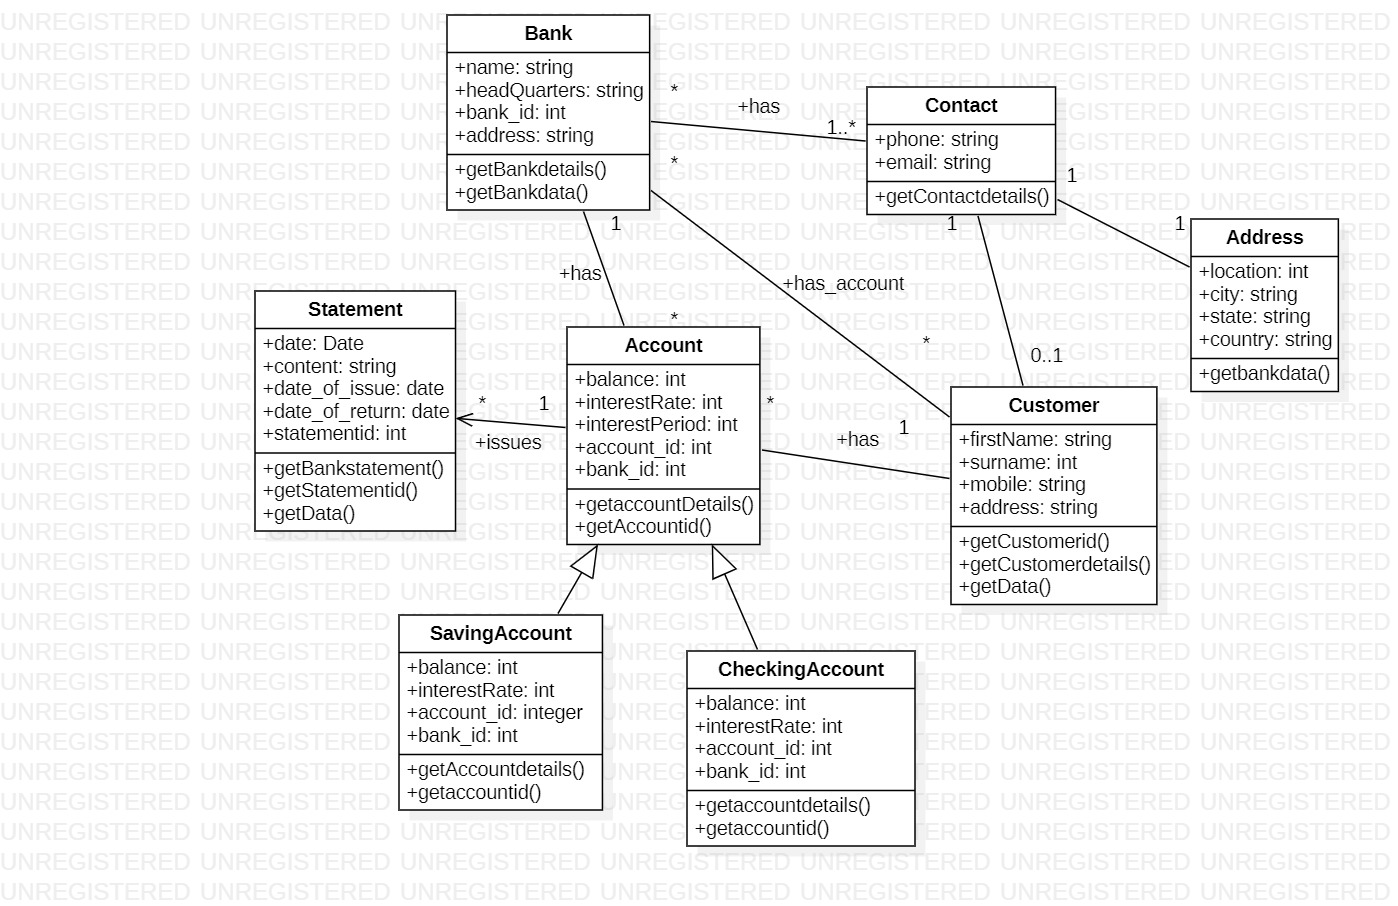 Bank
+name: string
+headQuarters: string
+bank_id: int
+address: string
+getBankdetails()
+getBankdata()
*
+has
1..*
*
1
Contact
+phone: string
+email: string
+getContactdetails()
1
1
1
Address
+location: int
+city: string
+state: string
+country: string
+getbankdata()
+has
*
+has_account
*
0..1
Statement
+date: Date
+content: string
+date_of_issue: date
+date_of_return: date
+statementid: int
+getBankstatement()
+getStatementid()
+getData()
*
1
+issues
Account
+balance: int
+interestRate: int
+interestPeriod: int
+account_id: int
+bank_id: int
+getaccountDetails()
+getAccountid()
*
+has
1
Customer
+firstName: string
+surname: int
+mobile: string
+address: string
+getCustomerid()
+getCustomerdetails()
+getData()
SavingAccount
+balance: int
+interestRate: int
+account_id: integer
+bank_id: int
+getAccountdetails()
+getaccountid()
CheckingAccount
+balance: int
+interestRate: int
+account_id: int
+bank_id: int
+getaccountdetails()
+getaccountid()
UNREGISTERED